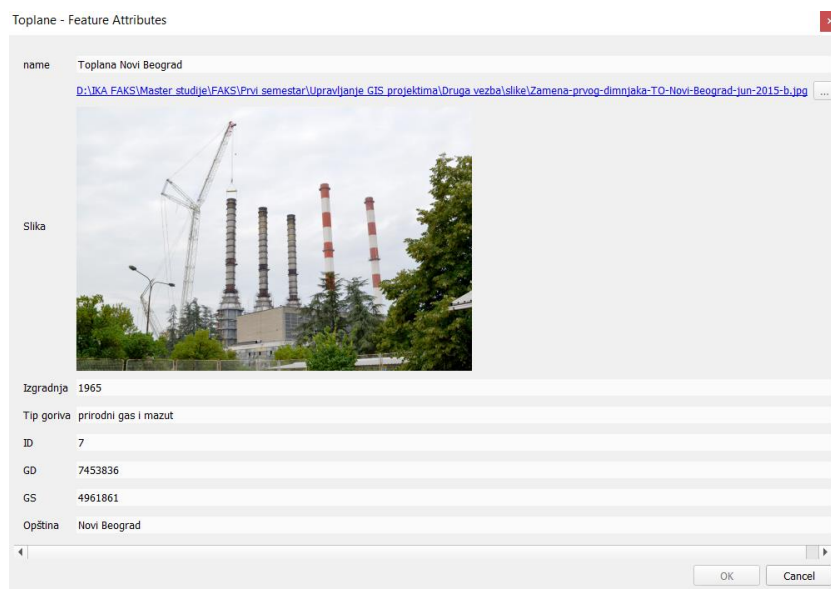 Toplane - Feature Attributes
name Toplana Novi Beograd
D:\IKA FAKS\Master studije\FAKS\Prvi semestar\Upravljanje GIS projektima\Druga vezba\slike\Zamena-prvog-dimnjaka-TO-Novi-Beograd-jun-2015-b.jpg ...
Slika
Izgradnja 1965
Tip goriva prirodni gas i mazut
ID 7
GD 7453836
GS 4961861
Opština Novi Beograd
OK Cancel